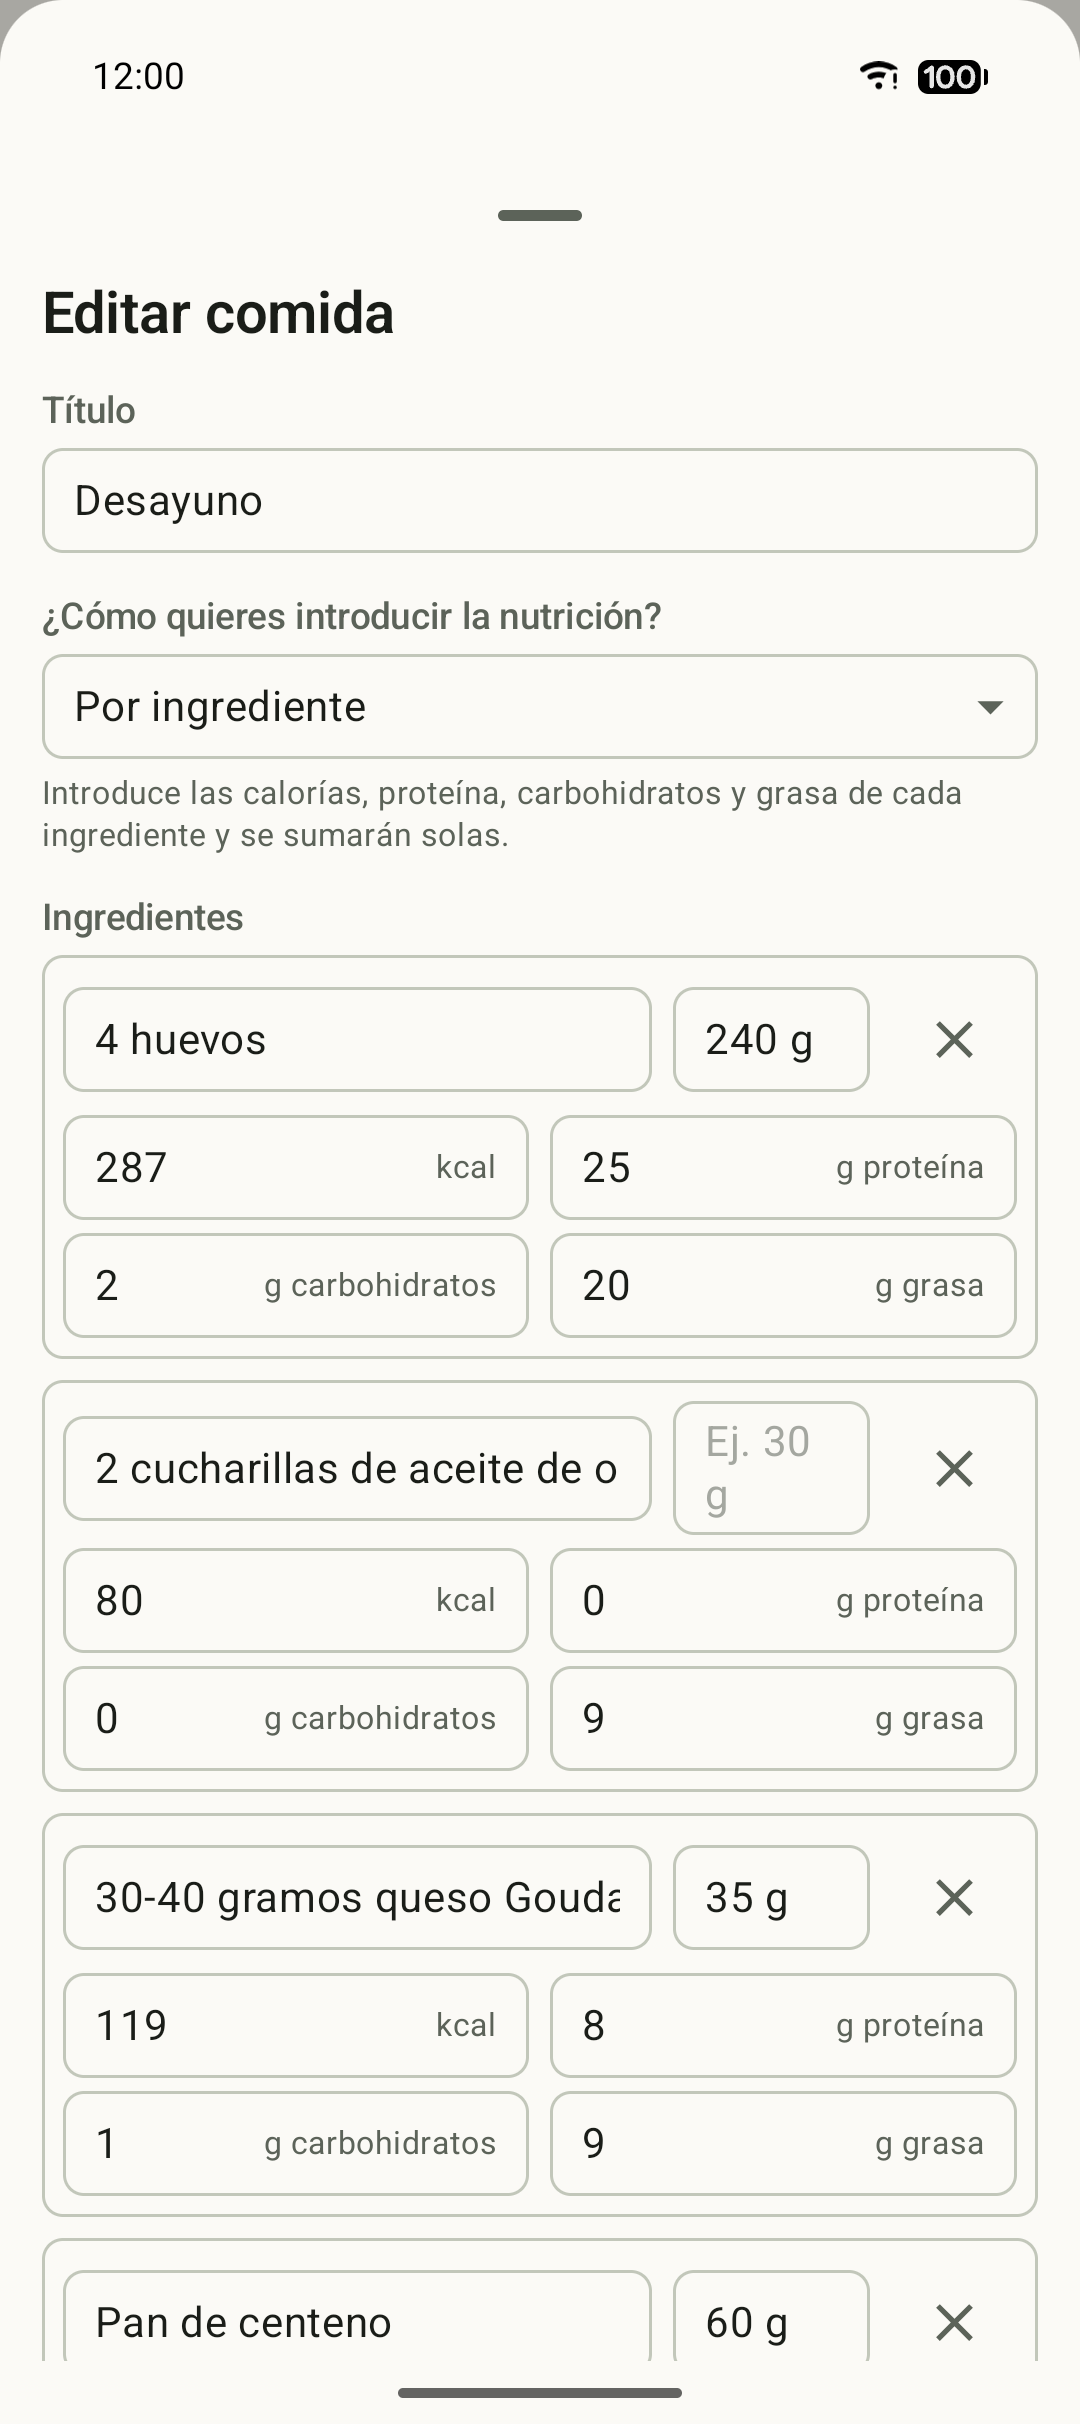 12:00
100
Editar comida
Título
Desayuno
¿Cómo quieres introducir la nutrición?
Por ingrediente
Introduce las calorías, proteína, carbohidratos y grasa de cada
ingrediente y se sumarán solas.
Ingredientes
4 huevos
240 g
287 kcal
25 g proteína
2 g carbohidratos
20 g grasa
2 cucharillas de aceite de o
Ej. 30
g
80 kcal
0 g proteína
0 g carbohidratos
9 g grasa
30-40 gramos queso Gouda
35 g
119 kcal
8 g proteína
1 g carbohidratos
9 g grasa
Pan de centeno
60 g